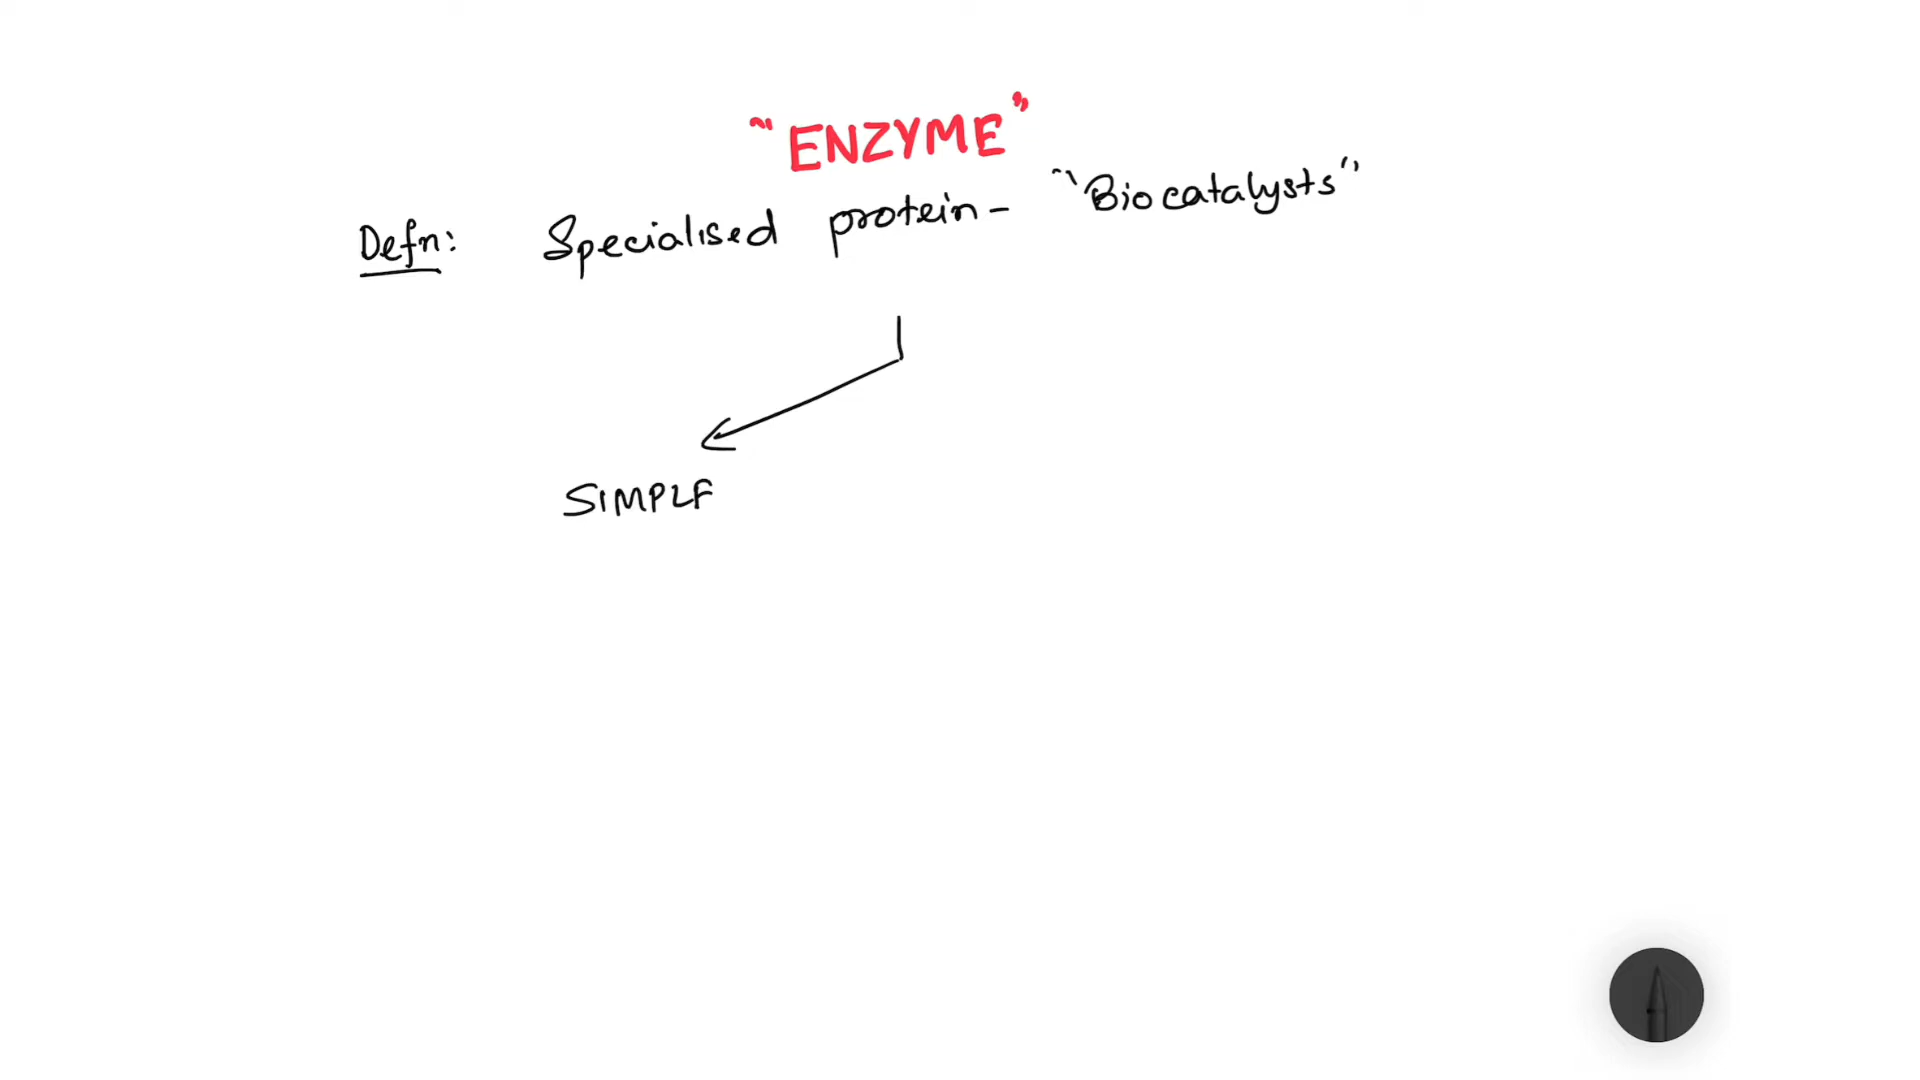 "ENZYME"
Defn: Specialised protein - "Biocatalysts"
SIMPLF